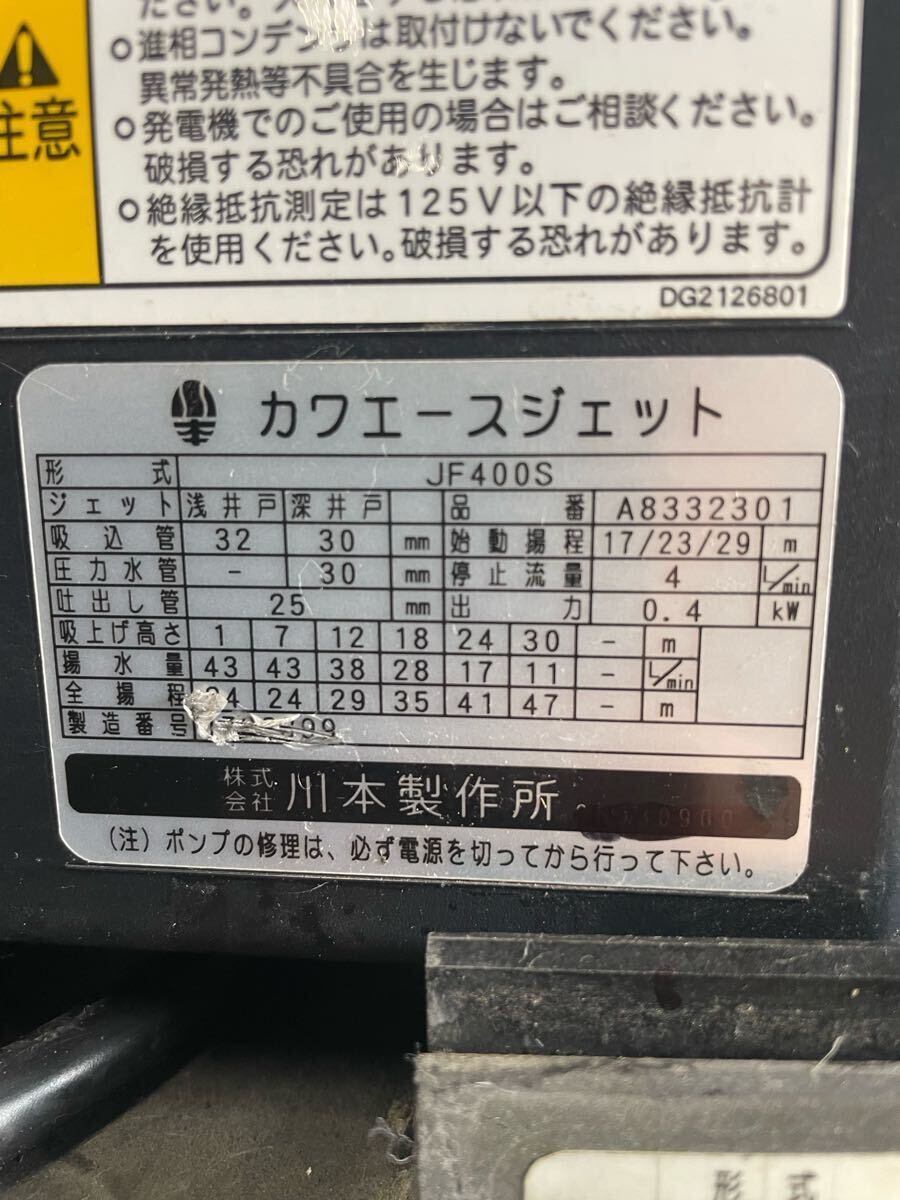 進相コンデンサは取付けないでください。
異常発熱等不具合を生じます。
注意
発電機でのご使用の場合はご相談ください。
破損する恐れがあります。
絶縁抵抗測定は125V以下の絶縁抵抗計
を使用ください。破損する恐れがあります。
DG2126801
カワエースジェット
形式 JF400S
ジェット 浅井戸 深井戸 品番 A8332301
吸込管 32 30 mm 始動揚程 17/23/29 m
圧力水管 - 30 mm 停止流量 4 L/min
吐出し管 25 mm 出力 0.4 kW
吸上げ高さ 1 7 12 18 24 30 - m
揚水量 43 43 38 28 17 11 - L/min
全揚程 24 29 35 41 47 - m
製造番号
株式会社 川本製作所
(注) ポンプの修理は、必ず電源を切ってから行って下さい。
形式